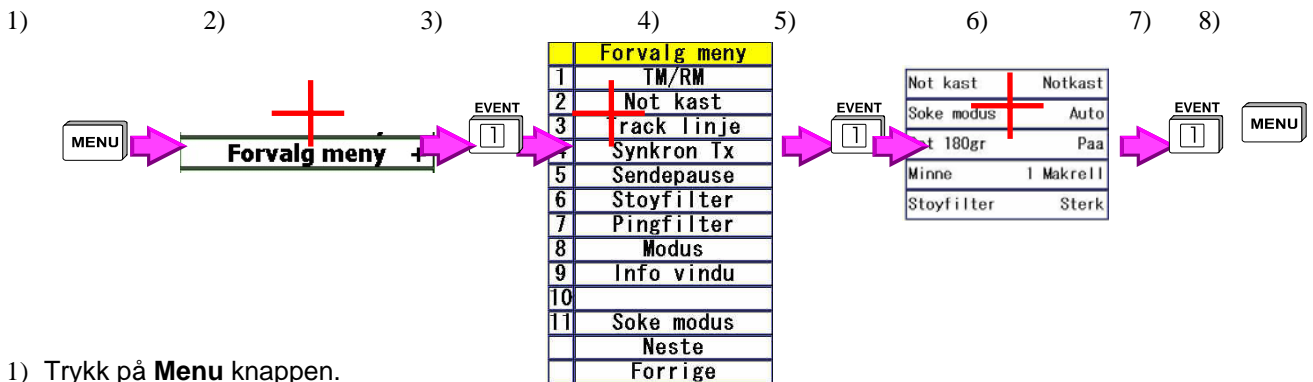 1) 2) 3) 4) 5) 6) 7) 8)
MENU
Forvalg meny +
EVENT
1
Forvalg meny
1 TM/RM
2 Not kast
3 Track linje
4 Synkron Tx
5 Sendepause
6 Stoyfilter
7 Pingfilter
8 Modus
9 Info vindu
10
11 Soke modus
Neste
Forrige
EVENT
1
Not kast Notkast
Soke modus Auto
180gr Paa
Minne 1 Makrell
Stoyfilter Sterk
EVENT
1
MENU
1) Trykk på Menu knappen.